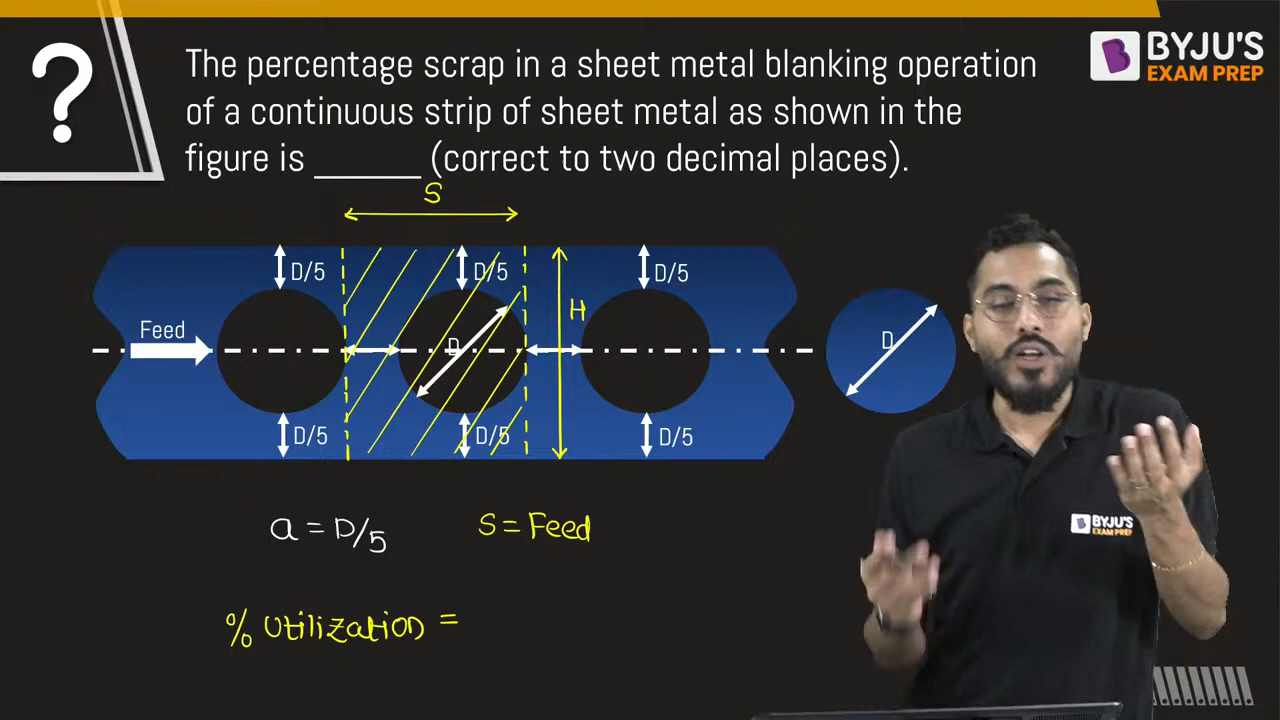 ?
The percentage scrap in a sheet metal blanking operation
of a continuous strip of sheet metal as shown in the
figure is ______ (correct to two decimal places).
BYJU'S
EXAM PREP
S
D/5
D/5
D/5
H
Feed
D
D
D/5
D/5
D/5
a = D/5
S = Feed
% Utilization =
BYJU'S
EXAM PREP